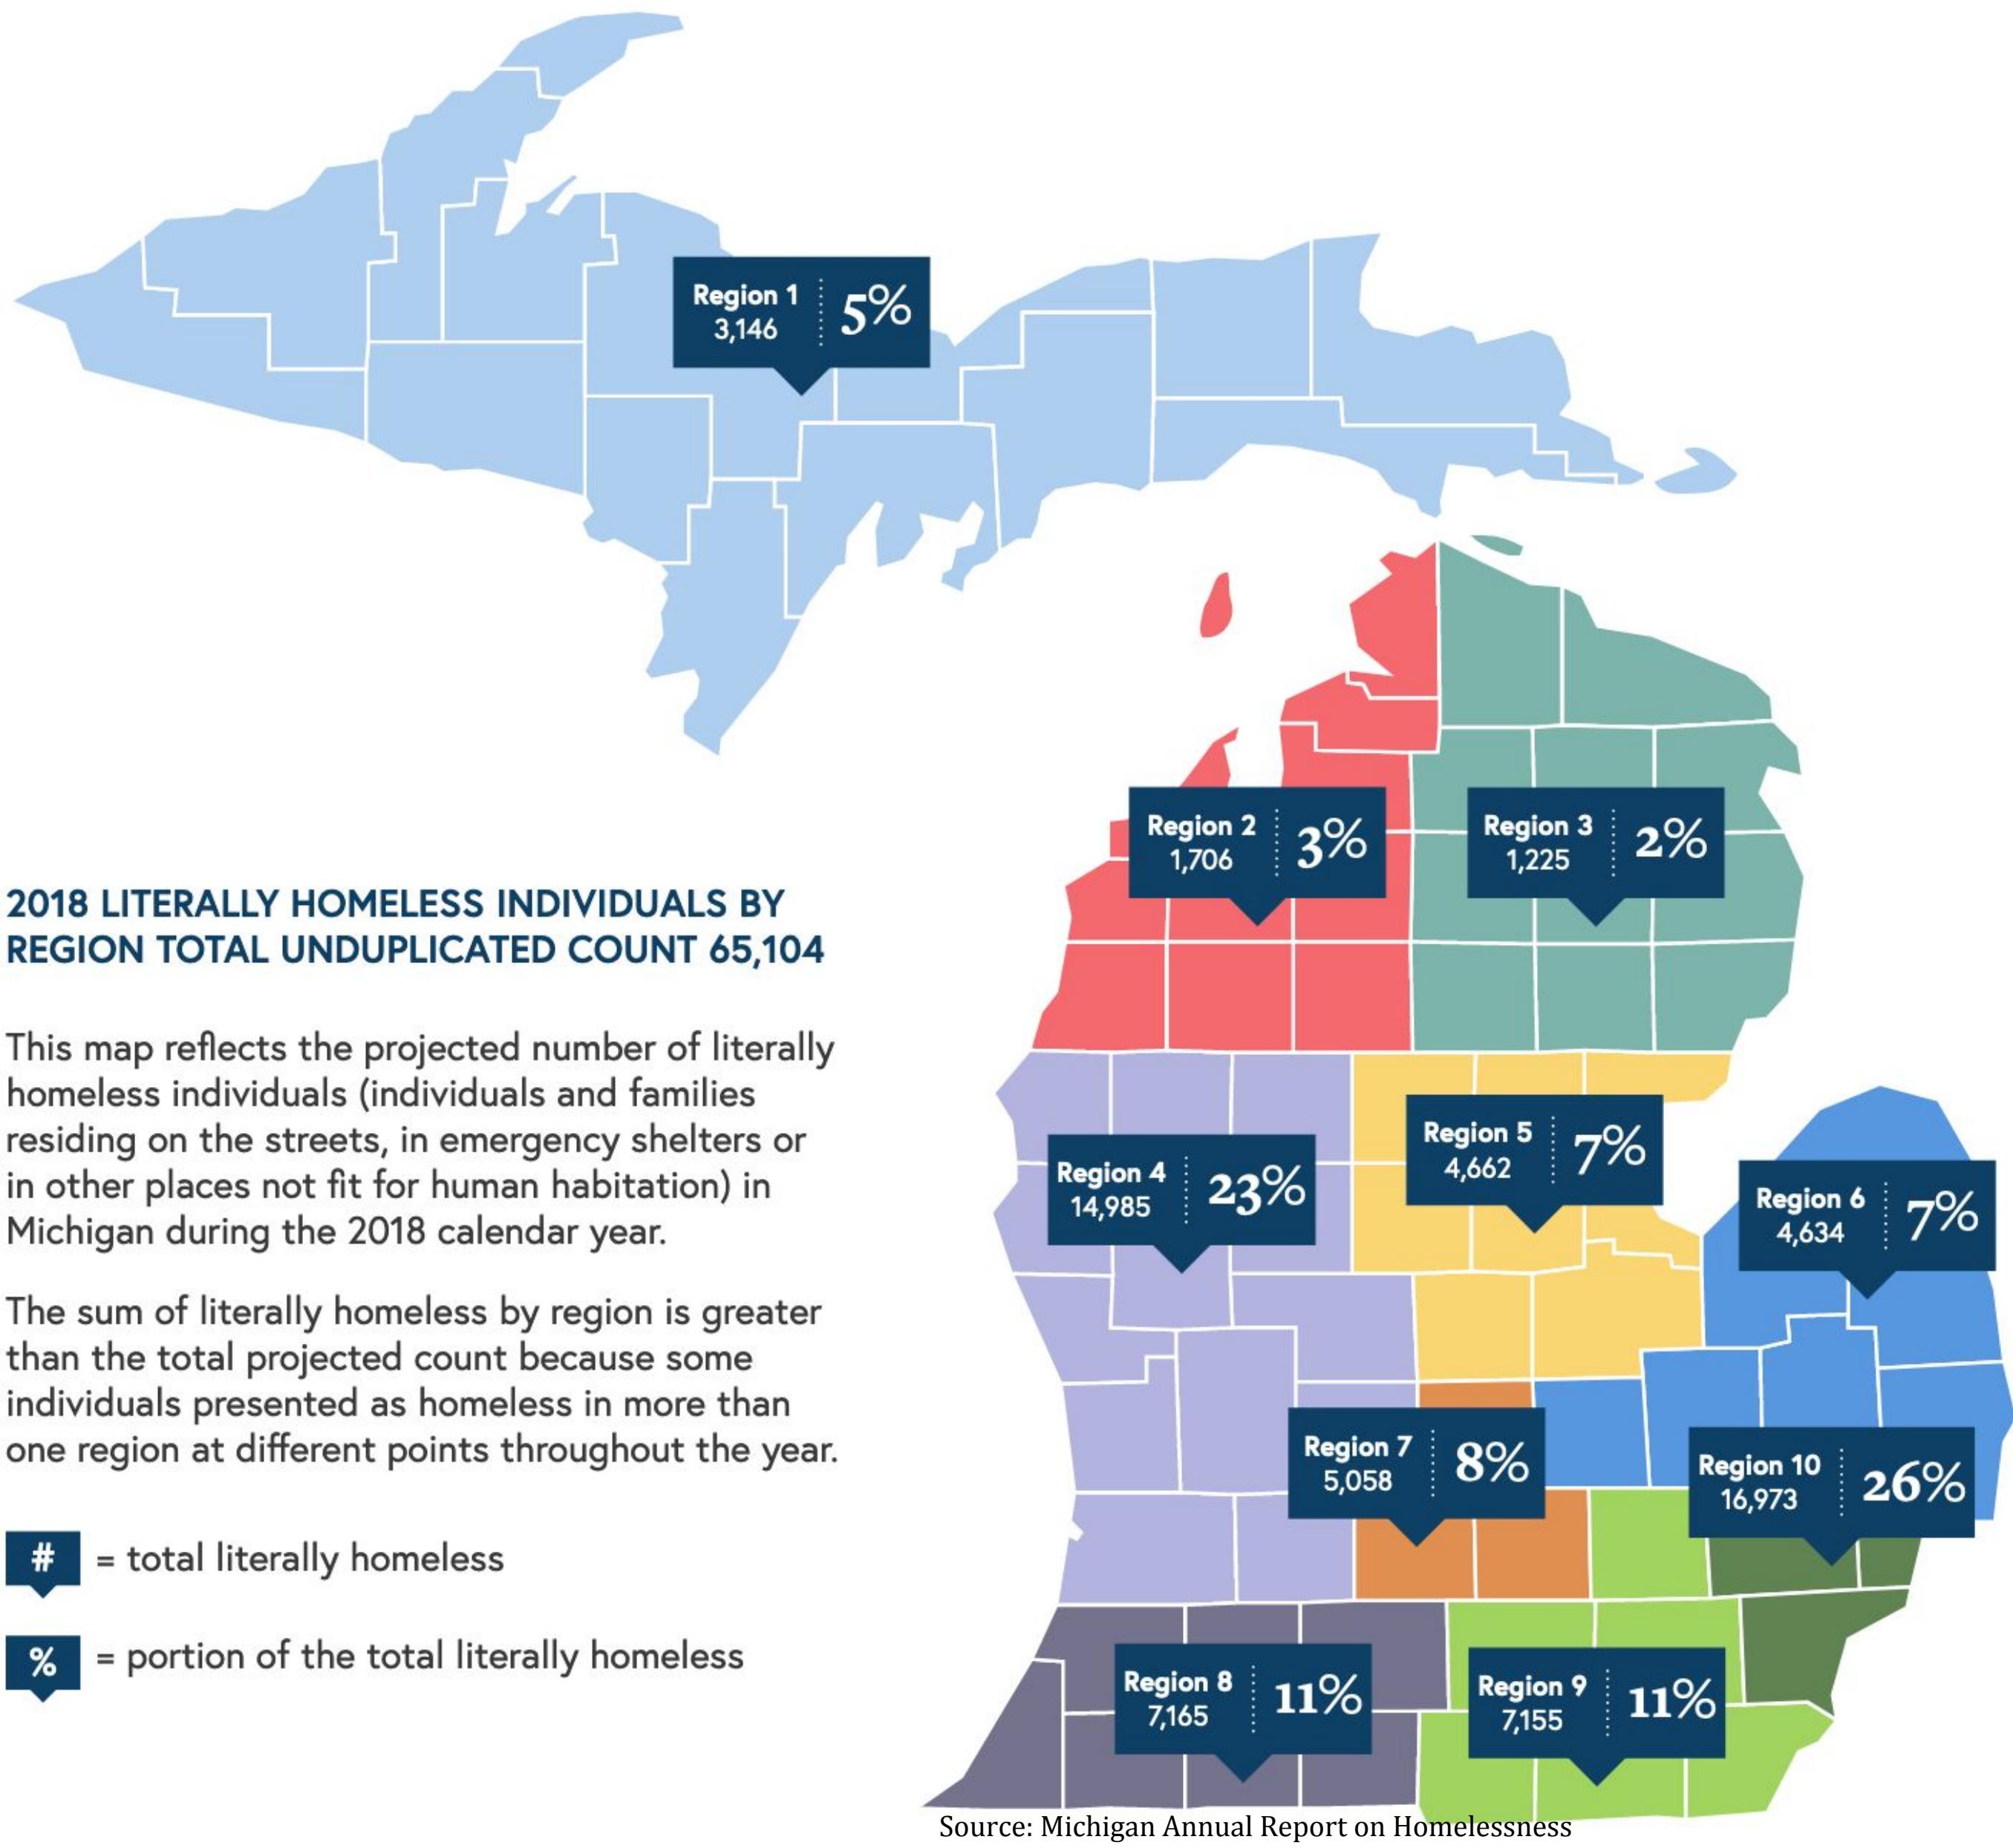 Region 1
3,146
5%
Region 2
1,706
3%
Region 3
1,225
2%
2018 LITERALLY HOMELESS INDIVIDUALS BY
REGION TOTAL UNDUPLICATED COUNT 65,104
This map reflects the projected number of literally
homeless individuals (individuals and families
residing on the streets, in emergency shelters or
in other places not fit for human habitation) in
Michigan during the 2018 calendar year.
The sum of literally homeless by region is greater
than the total projected count because some
individuals presented as homeless in more than
one region at different points throughout the year.
# = total literally homeless
% = portion of the total literally homeless
Region 4
14,985
23%
Region 5
4,662
7%
Region 6
4,634
7%
Region 7
5,058
8%
Region 10
16,973
26%
Region 8
7,165
11%
Region 9
7,155
11%
Source: Michigan Annual Report on Homelessness